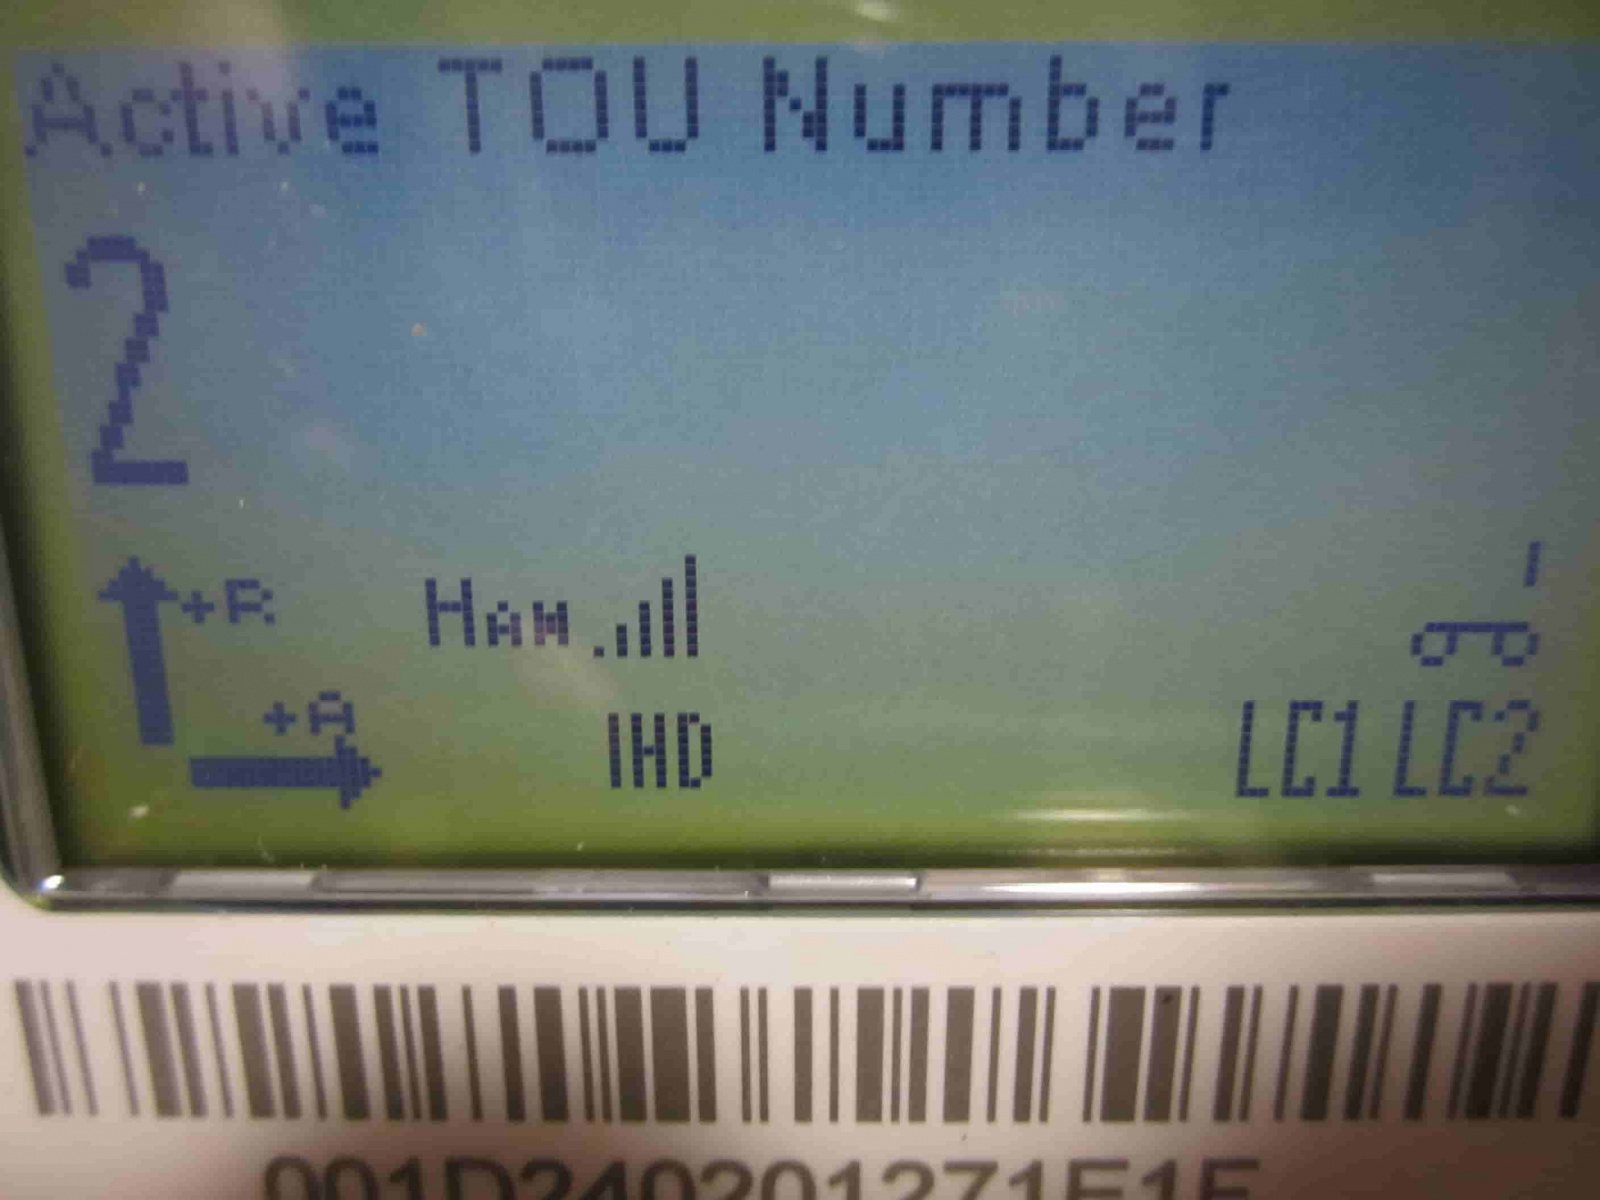 Active TOU Number
2
+R HAN
+A IHD LC1 LC2